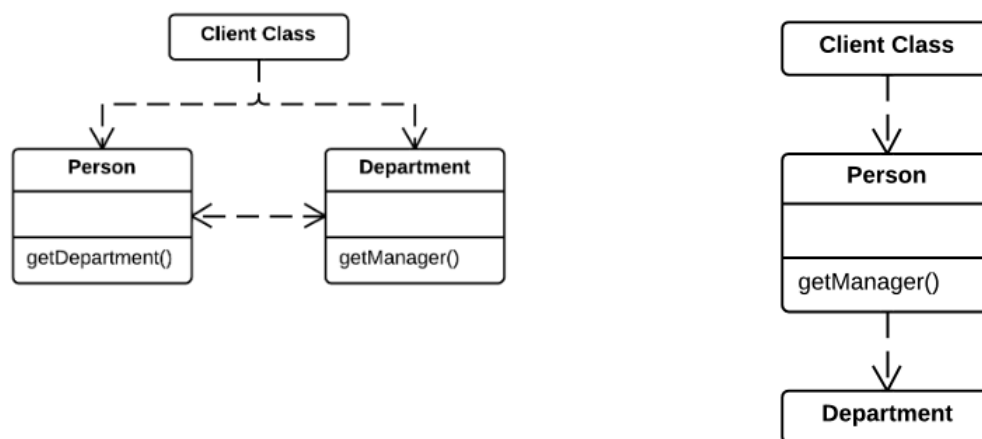 Client Class
Person
Department
getDepartment()
getManager()
Client Class
Person
getManager()
Department